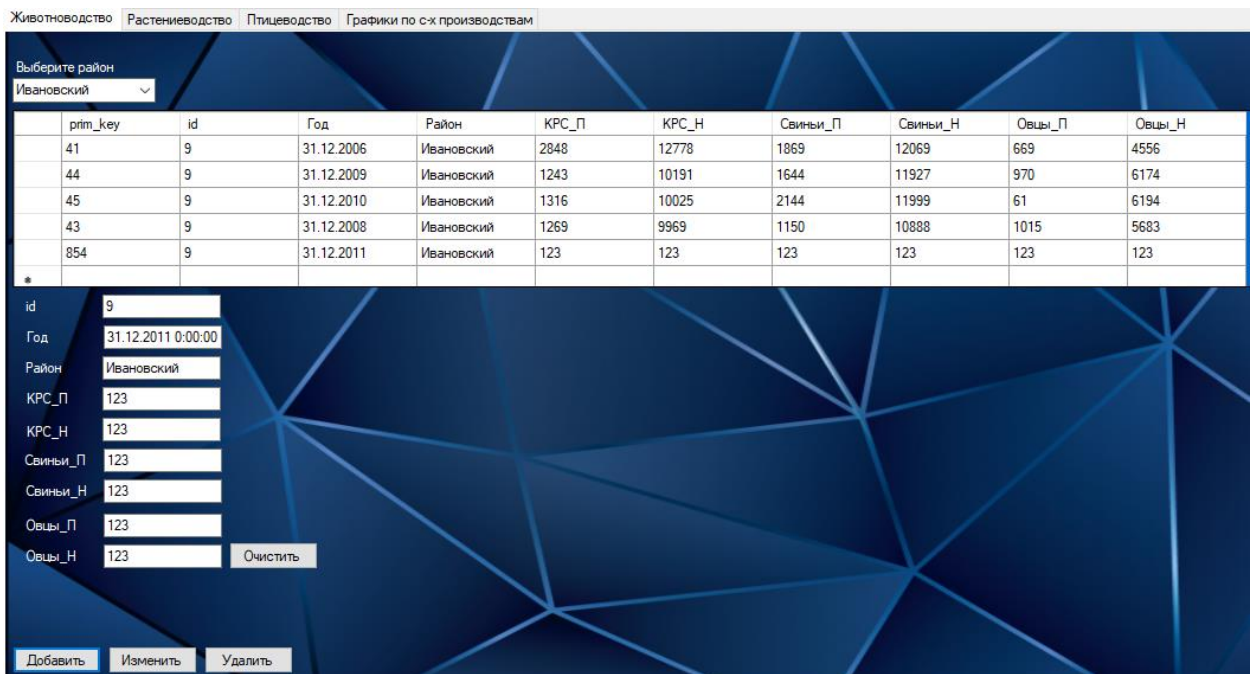 Животноводство Растениеводство Птицеводство Графики по с-х производствам
Выберите район
Ивановский
prim_key id Год Район КРС_П КРС_Н Свиньи_П Свиньи_Н Овцы_П Овцы_Н
41 9 31.12.2006 Ивановский 2848 12778 1869 12069 669 4556
44 9 31.12.2009 Ивановский 1243 10191 1644 11927 970 6174
45 9 31.12.2010 Ивановский 1316 10025 2144 11999 61 6194
43 9 31.12.2008 Ивановский 1269 9969 1150 10888 1015 5683
854 9 31.12.2011 Ивановский 123 123 123 123 123 123
id 9
Год 31.12.2011 0:00:00
Район Ивановский
КРС_П 123
КРС_Н 123
Свиньи_П 123
Свиньи_Н 123
Овцы_П 123
Овцы_Н 123 Очистить
Добавить Изменить Удалить